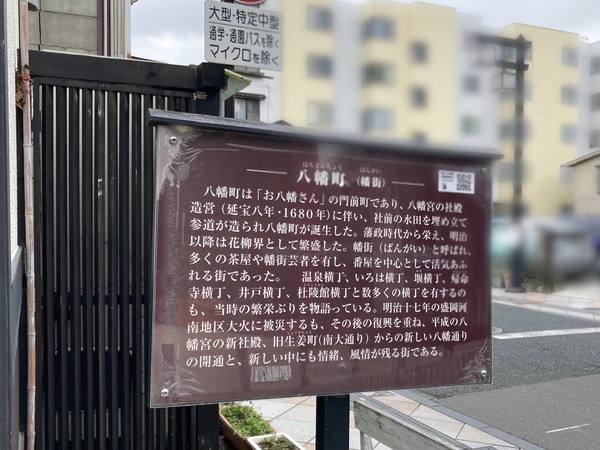 大型・特定中型
通学・通園バスを除く
マイクロを除く
はちまんちょう ばんがい
八幡町（幡街）
八幡町は「お八幡さん」の門前町であり、八幡宮の社殿
造営（延宝八年・1680年）に伴い、社前の水田を埋め立て
参道が造られ八幡町が誕生した。藩政時代から栄え、明治
以降は花柳界として繁盛した。幡街（ばんがい）と呼ばれ、
多くの茶屋や幡街芸者を有し、番屋を中心として活気あふ
れる街であった。 温泉横丁、いろは横丁、堰横丁、帰命
寺横丁、井戸横丁、杜陵館横丁と数多くの横丁を有するの
も、当時の繁栄ぶりを物語っている。明治十七年の盛岡河
南地区大火に被災するも、その後の復興を重ね、平成の八
幡宮の新社殿、旧生姜町（南大通り）からの新しい八幡通り
の開通と、新しい中にも情緒、風情が残る街である。